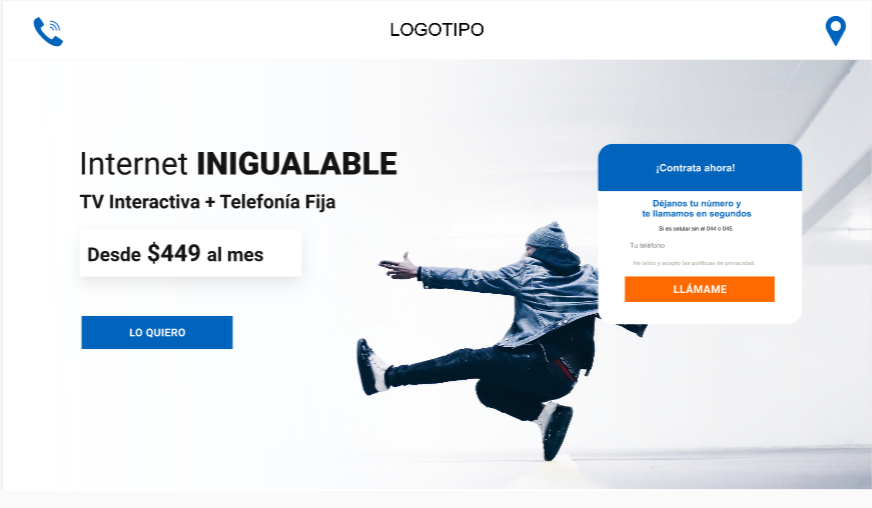 LOGOTIPO
Internet INIGUALABLE
TV Interactiva + Telefonía Fija
Desde $449 al mes
LO QUIERO
¡Contrata ahora!
Déjanos tu número y
te llamamos en segundos
Si es celular sin el 044 o 045
Tu teléfono
He leído y acepto las políticas de privacidad.
LLÁMAME